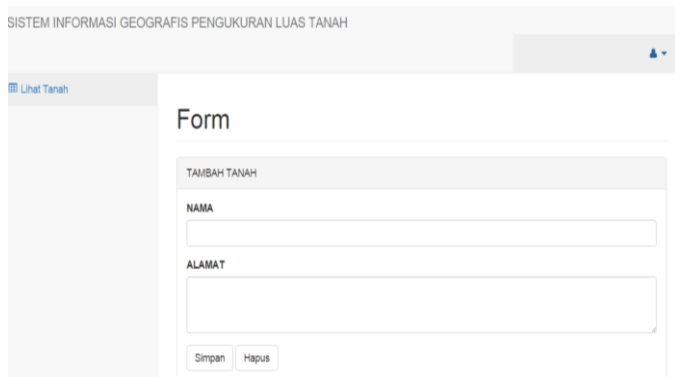 SISTEM INFORMASI GEOGRAFIS PENGUKURAN LUAS TANAH
Lihat Tanah
Form
TAMBAH TANAH
NAMA
ALAMAT
Simpan Hapus